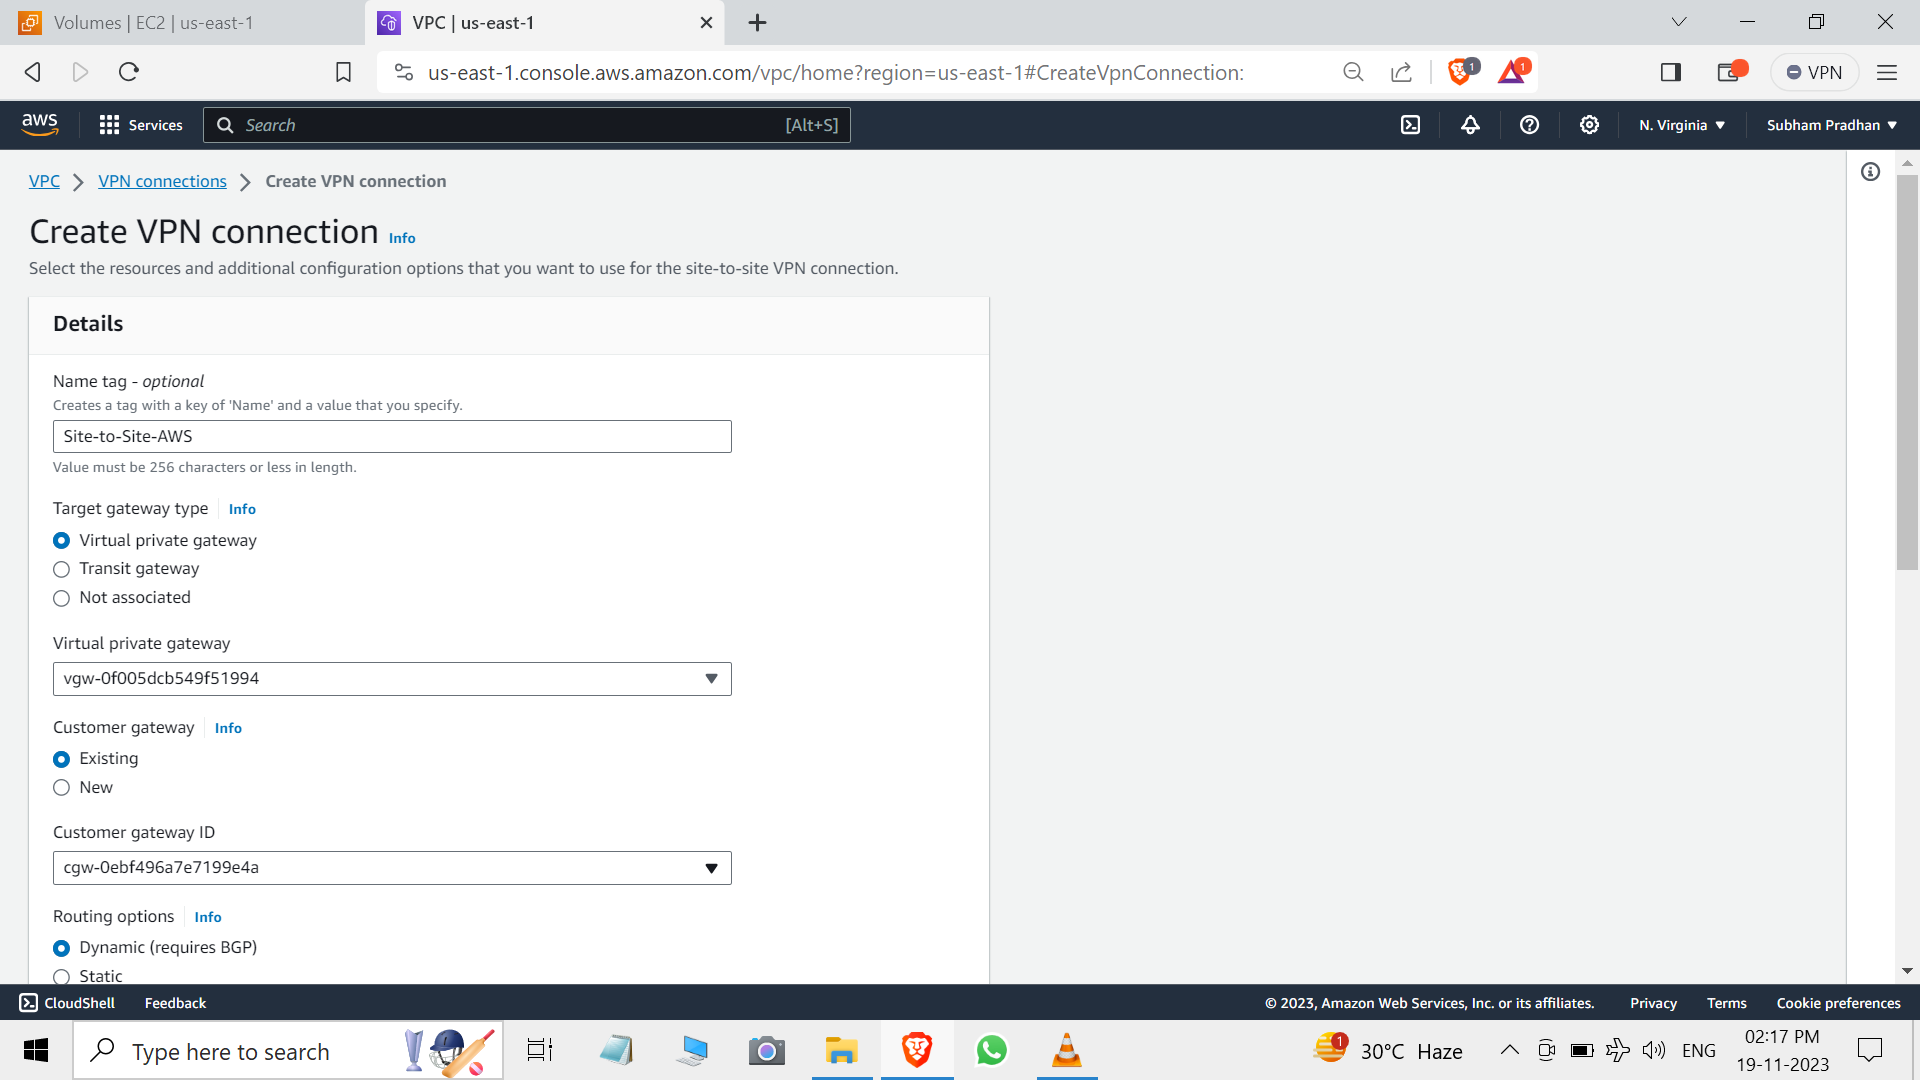 Volumes | EC2 | us-east-1
VPC | us-east-1
us-east-1.console.aws.amazon.com/vpc/home?region=us-east-1#CreateVpnConnection:
1
1
VPN
aws
Services
Search
[Alt+S]
N. Virginia
Subham Pradhan
VPC
VPN connections
Create VPN connection
Create VPN connection Info
Select the resources and additional configuration options that you want to use for the site-to-site VPN connection.
Details
Name tag - optional
Creates a tag with a key of 'Name' and a value that you specify.
Site-to-Site-AWS
Value must be 256 characters or less in length.
Target gateway type Info
Virtual private gateway
Transit gateway
Not associated
Virtual private gateway
vgw-0f005dcb549f51994
Customer gateway Info
Existing
New
Customer gateway ID
cgw-0ebf496a7e7199e4a
Routing options Info
Dynamic (requires BGP)
Static
CloudShell
Feedback
© 2023, Amazon Web Services, Inc. or its affiliates.
Privacy
Terms
Cookie preferences
Type here to search
1
30°C Haze
ENG
02:17 PM
19-11-2023